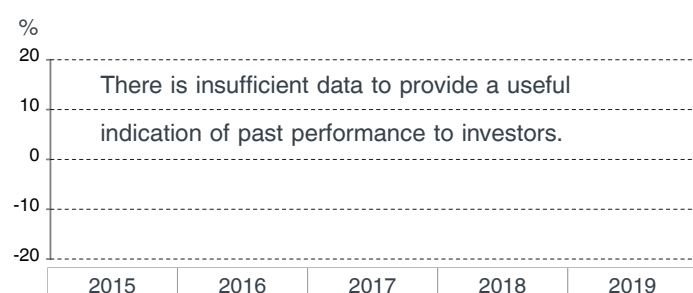 %
20
There is insufficient data to provide a useful
10
indication of past performance to investors.
0
-10
-20
2015 2016 2017 2018 2019